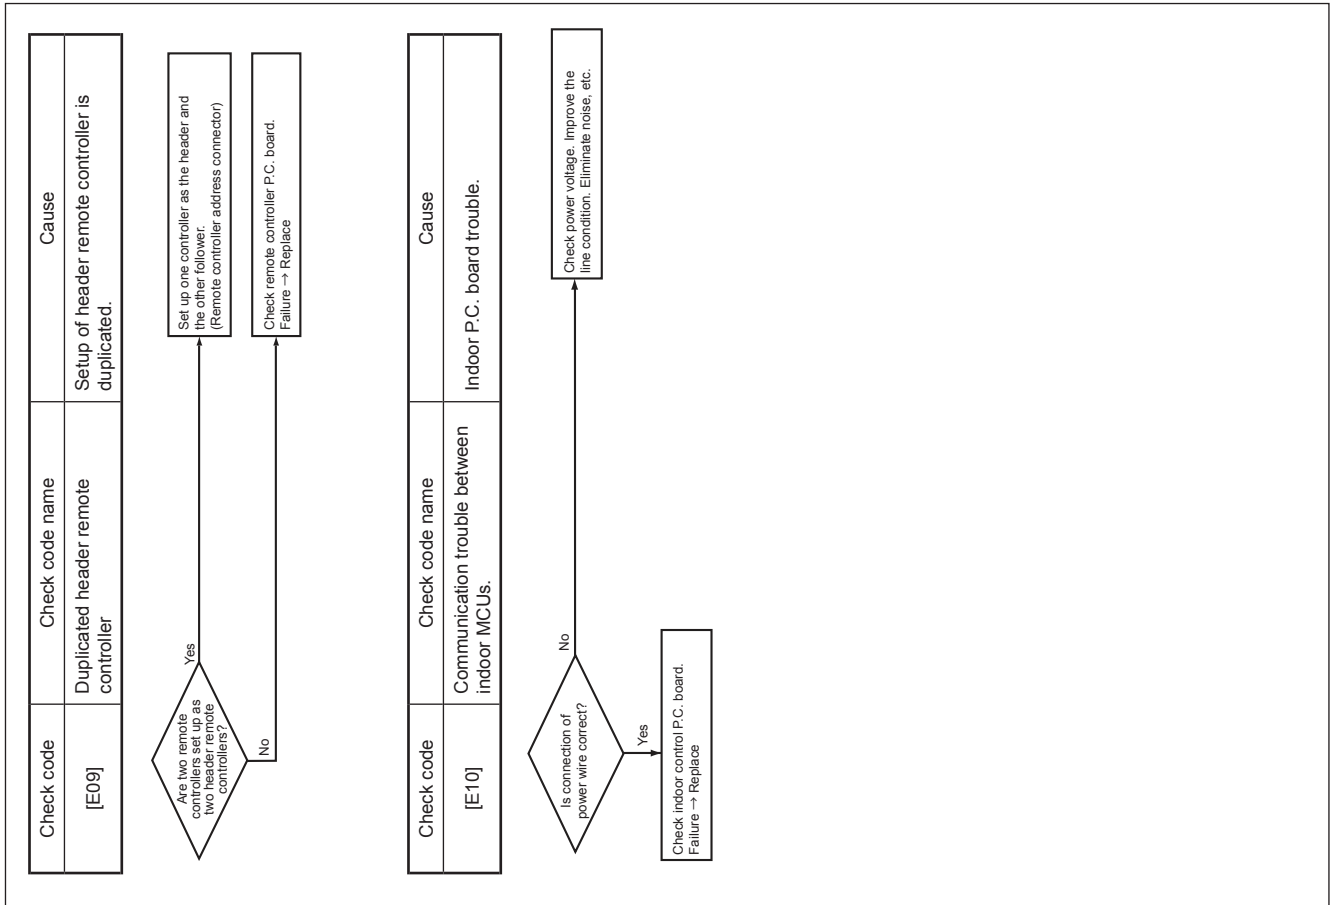 Check code
Check code name
Cause
[E09]
Duplicated header remote
controller
Setup of header remote controller is
duplicated.
Are two remote
controllers set up as
two header remote
controllers?
Yes
Set up one controller as the header and
the other follower.
(Remote controller address connector)
No
Check remote controller P.C. board.
Failure → Replace
Check code
Check code name
Cause
[E10]
Communication trouble between
indoor MCUs.
Indoor P.C. board trouble.
Is connection of
power wire correct?
No
Check power voltage. Improve the
line condition. Eliminate noise, etc.
Yes
Check indoor control P.C. board.
Failure → Replace